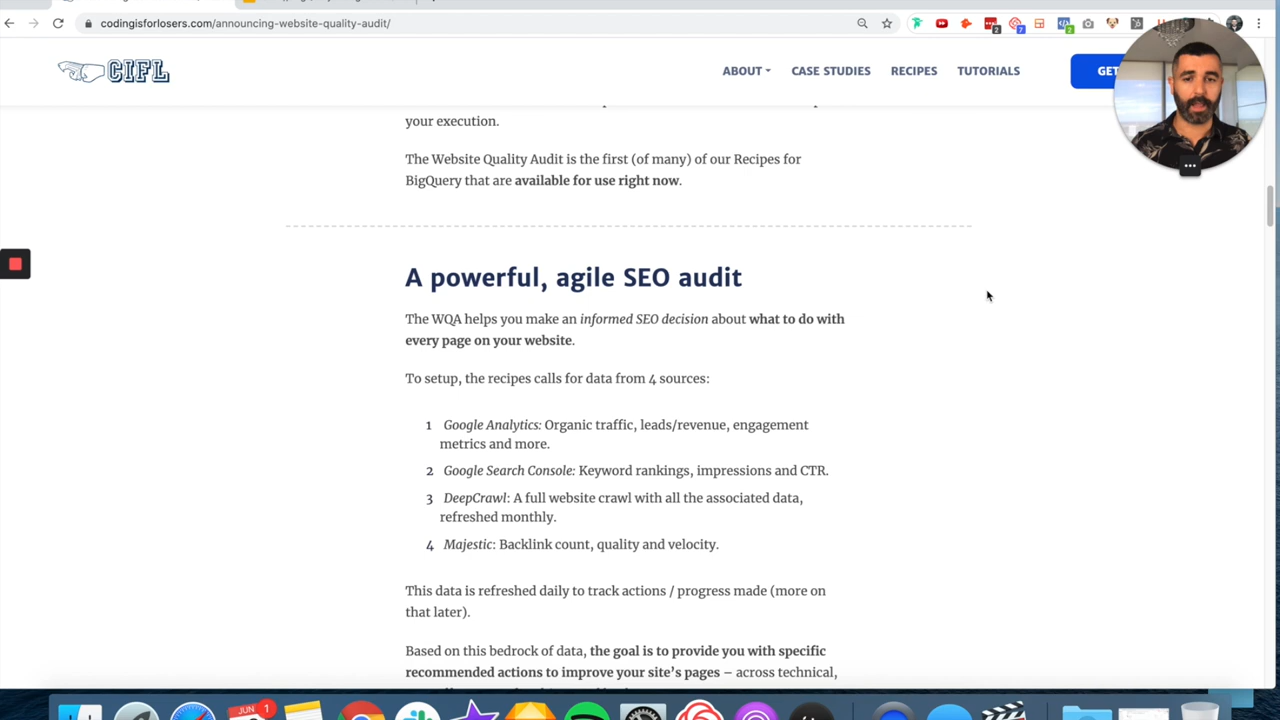 codingisforlosers.com/announcing-website-quality-audit/
CIFL
ABOUT
CASE STUDIES
RECIPES
TUTORIALS
GET
your execution.
The Website Quality Audit is the first (of many) of our Recipes for
BigQuery that are available for use right now.
A powerful, agile SEO audit
The WQA helps you make an informed SEO decision about what to do with
every page on your website.
To setup, the recipes calls for data from 4 sources:
1 Google Analytics: Organic traffic, leads/revenue, engagement
metrics and more.
2 Google Search Console: Keyword rankings, impressions and CTR.
3 DeepCrawl: A full website crawl with all the associated data,
refreshed monthly.
4 Majestic: Backlink count, quality and velocity.
This data is refreshed daily to track actions / progress made (more on
that later).
Based on this bedrock of data, the goal is to provide you with specific
recommended actions to improve your site's pages – across technical,
JUN
1